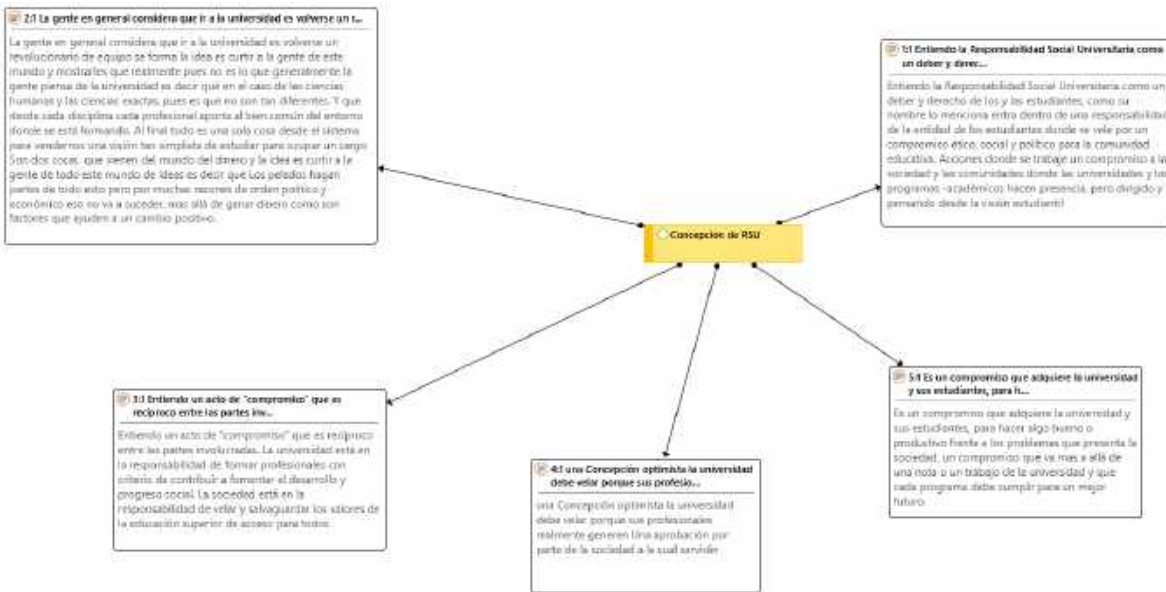 2:1 La gente en general considera que ir a la universidad es volverse un r...
La gente en general considera que ir a la universidad es volverse un
revolucionario de equipo se forma la idea es curtir a la gente de este
mundo y mostrarles que realmente pues no es lo que generalmente la
gente piensa de la universidad es decir que en el caso de las ciencias
humanas y las ciencias exactas, pues es que no son tan diferentes. Y que
desde cada disciplina cada profesional aporta al bien común del entorno
donde se está formando. Al final todo es una sola cosa desde el sistema
para vendernos una visión tan simplista de estudiar para ocupar un cargo
Son dos cosas, que vienen del mundo del dinero y la idea es curtir a la
gente de todo este mundo de ideas es decir que Los pelados hagan
partes de todo esto pero por muchas razones de orden político y
económico eso no va a suceder, mas allá de ganar dinero como son
factores que ayuden a un cambio positivo.
1:1 Entiendo la Responsabilidad Social Universitaria como
un deber y derec...
Entiendo la Responsabilidad Social Universitaria como un
deber y derecho de los y las estudiantes, como su
nombre lo menciona entra dentro de una responsabilidad
de la entidad de los estudiantes donde se vele por un
compromiso ético, social y político para la comunidad
educativa. Acciones donde se trabaje un compromiso a la
sociedad y las comunidades donde las universidades y los
programas -académicos hacen presencia, pero dirigido y
pensando desde la visión estudiantil
Concepcion de RSU
3:1 Entiendo un acto de "compromiso" que es
recíproco entre las partes inv...
Entiendo un acto de "compromiso" que es recíproco
entre las partes involucradas. La universidad está en
la responsabilidad de formar profesionales con
criterio de contribuir a fomentar el desarrollo y
progreso social. La sociedad está en la
responsabilidad de velar y salvaguardar los valores de
la educación superior de acceso para todos
4:1 una Concepción optimista la universidad
debe velar porque sus profesio...
una Concepción optimista la universidad
debe velar porque sus profesionales
realmente generen Una aprobación por
parte de la sociedad a la cual servirán
5:1 Es un compromiso que adquiere la universidad
y sus estudiantes, para h...
Es un compromiso que adquiere la universidad y
sus estudiantes, para hacer algo bueno o
productivo frente a los problemas que presenta la
sociedad, un compromiso que va mas a allá de
una nota o un trabajo de la universidad y que
cada programa debe cumplir para un mejor
futuro